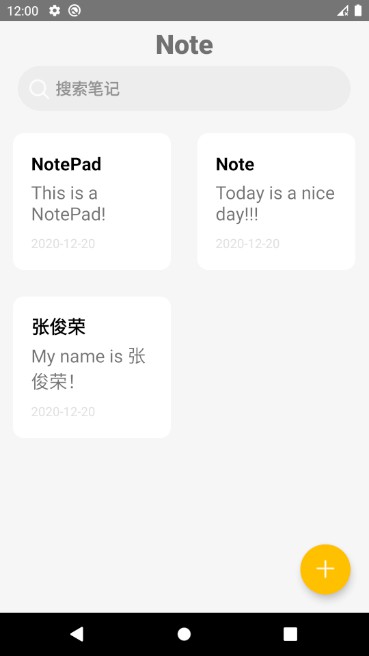 12:00
Note
搜索笔记
NotePad
This is a
NotePad!
2020-12-20
Note
Today is a nice
day!!!
2020-12-20
张俊荣
My name is 张
俊荣!
2020-12-20